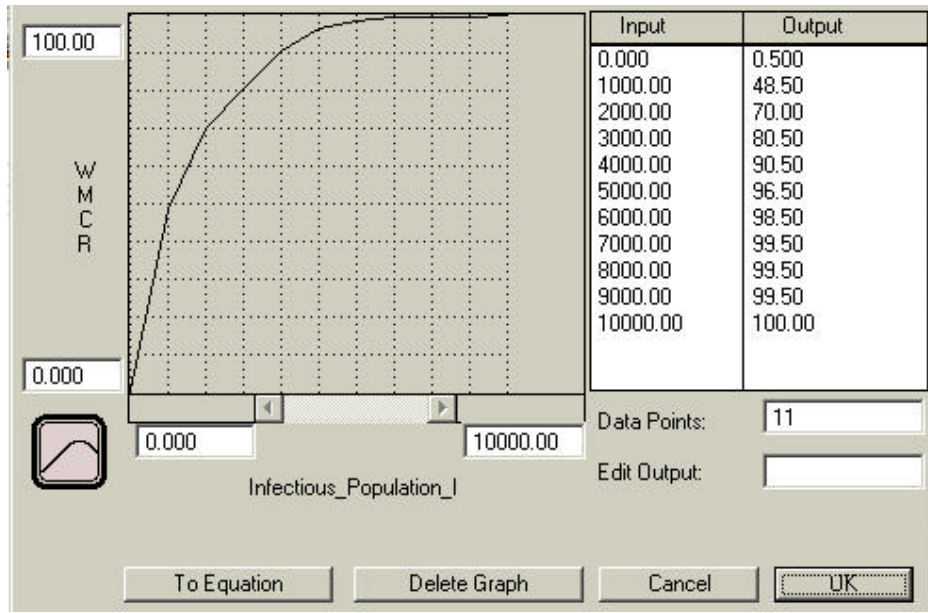 100.00
W
M
C
R
0.000
0.000
10000.00
Infectious_Population_I
Input Output
0.000 0.500
1000.00 48.50
2000.00 70.00
3000.00 80.50
4000.00 90.50
5000.00 96.50
6000.00 98.50
7000.00 99.50
8000.00 99.50
9000.00 99.50
10000.00 100.00
Data Points: 11
Edit Output:
To Equation
Delete Graph
Cancel
OK